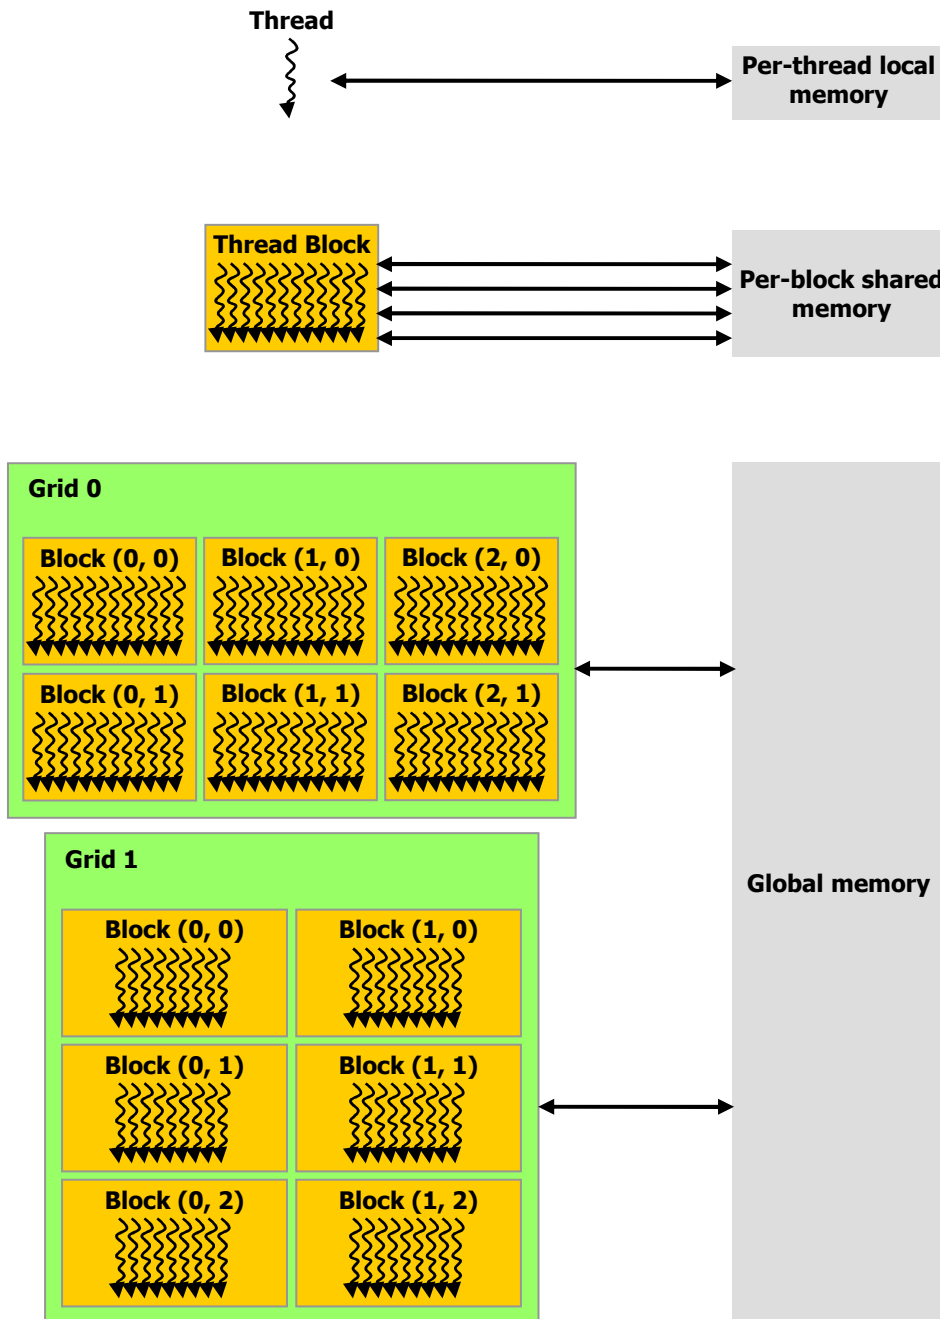 Thread
Per-thread local
memory
Thread Block
Per-block shared
memory
Grid 0
Block (0, 0)
Block (1, 0)
Block (2, 0)
Block (0, 1)
Block (1, 1)
Block (2, 1)
Grid 1
Global memory
Block (0, 0)
Block (1, 0)
Block (0, 1)
Block (1, 1)
Block (0, 2)
Block (1, 2)